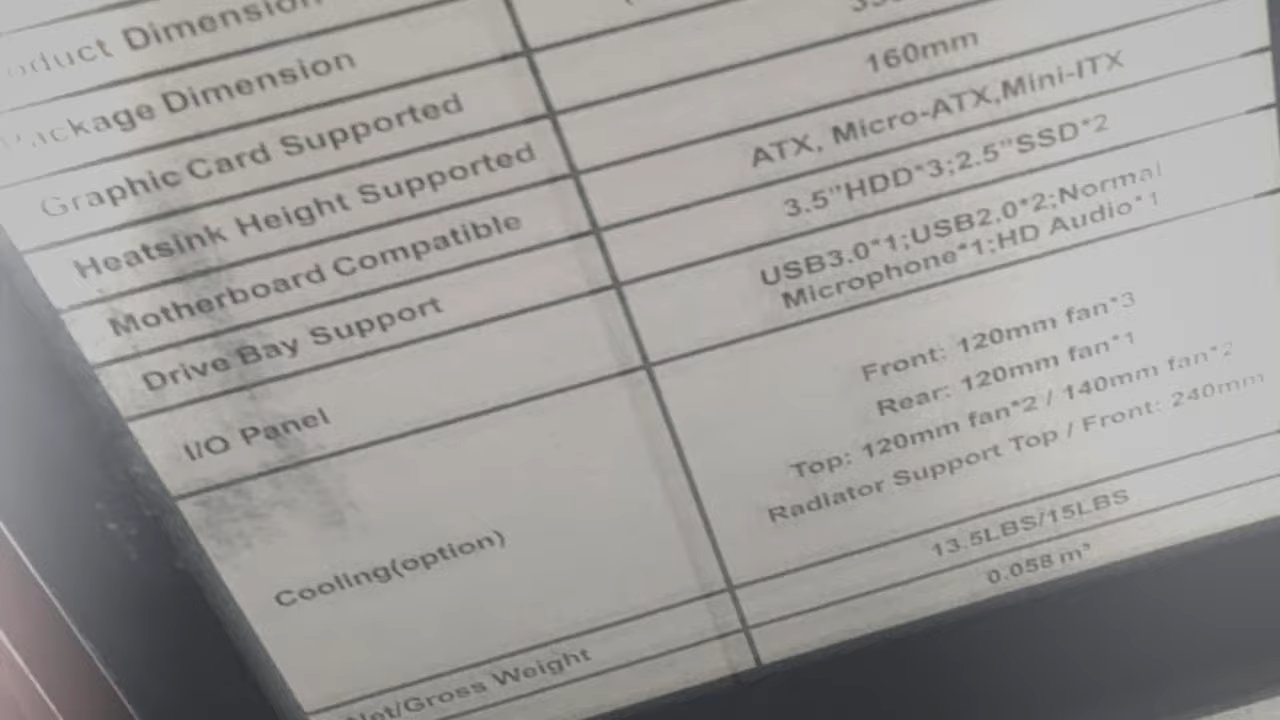 Product Dimension
Package Dimension
Graphic Card Supported
Heatsink Height Supported 160mm
Motherboard Compatible ATX, Micro-ATX,Mini-ITX
Drive Bay Support 3.5"HDD*3;2.5"SSD*2
I/O Panel USB3.0*1;USB2.0*2;Normal
Microphone*1;HD Audio*1
Cooling(option) Front: 120mm fan*3
Rear: 120mm fan*1
Top: 120mm fan*2 / 140mm fan*2
Radiator Support Top / Front: 240mm
Net/Gross Weight 13.5LBS/15LBS
0.058 m³